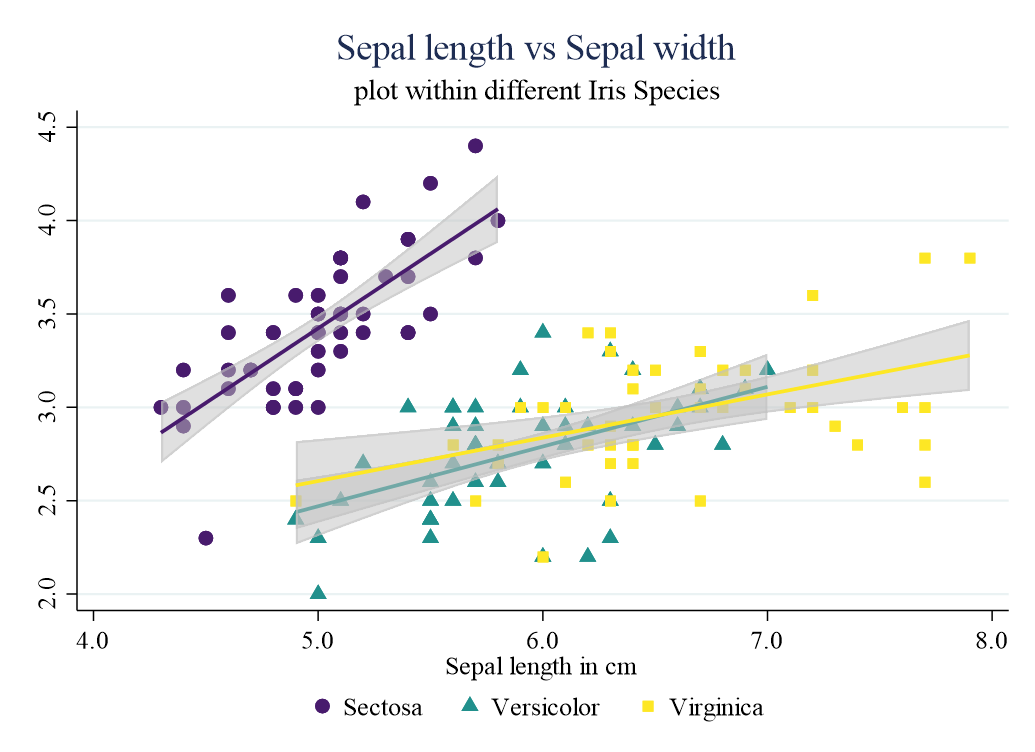 Sepal length vs Sepal width
plot within different Iris Species
4.5
4.0
3.5
3.0
2.5
2.0
4.0 5.0 6.0 7.0 8.0
Sepal length in cm
Sectosa Versicolor Virginica